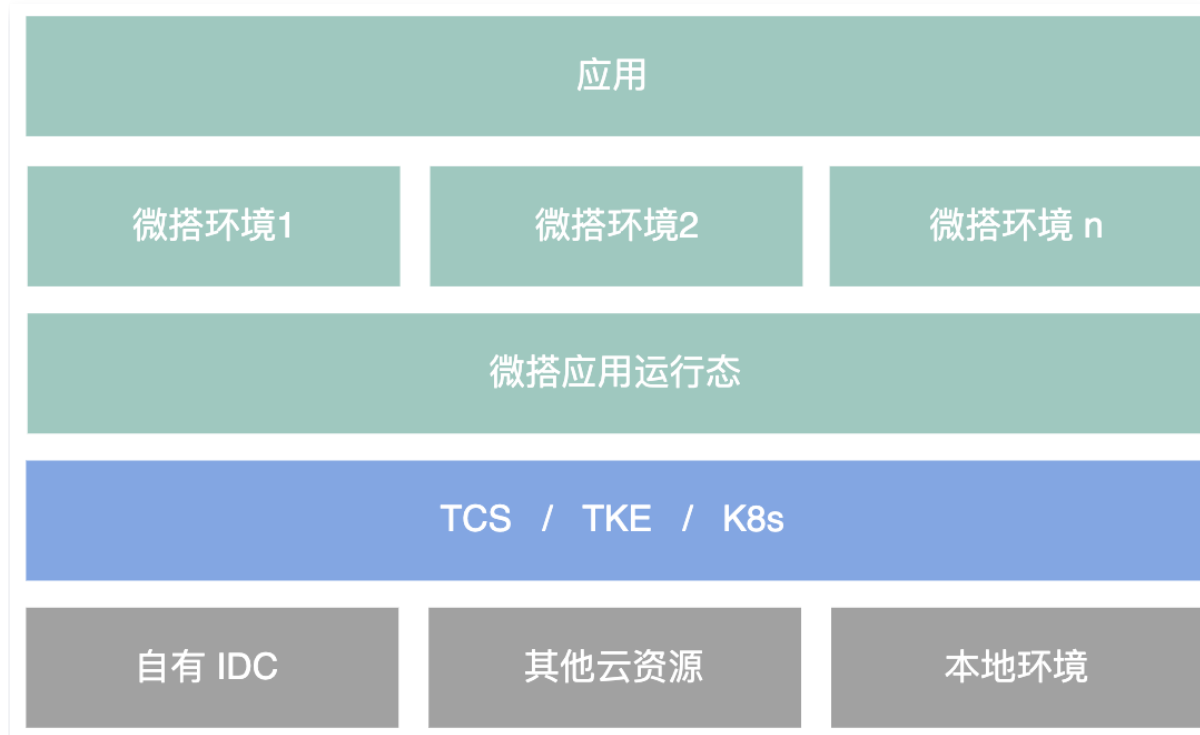 应用
微搭环境1
微搭环境2
微搭环境 n
微搭应用运行态
TCS / TKE / K8s
自有 IDC
其他云资源
本地环境